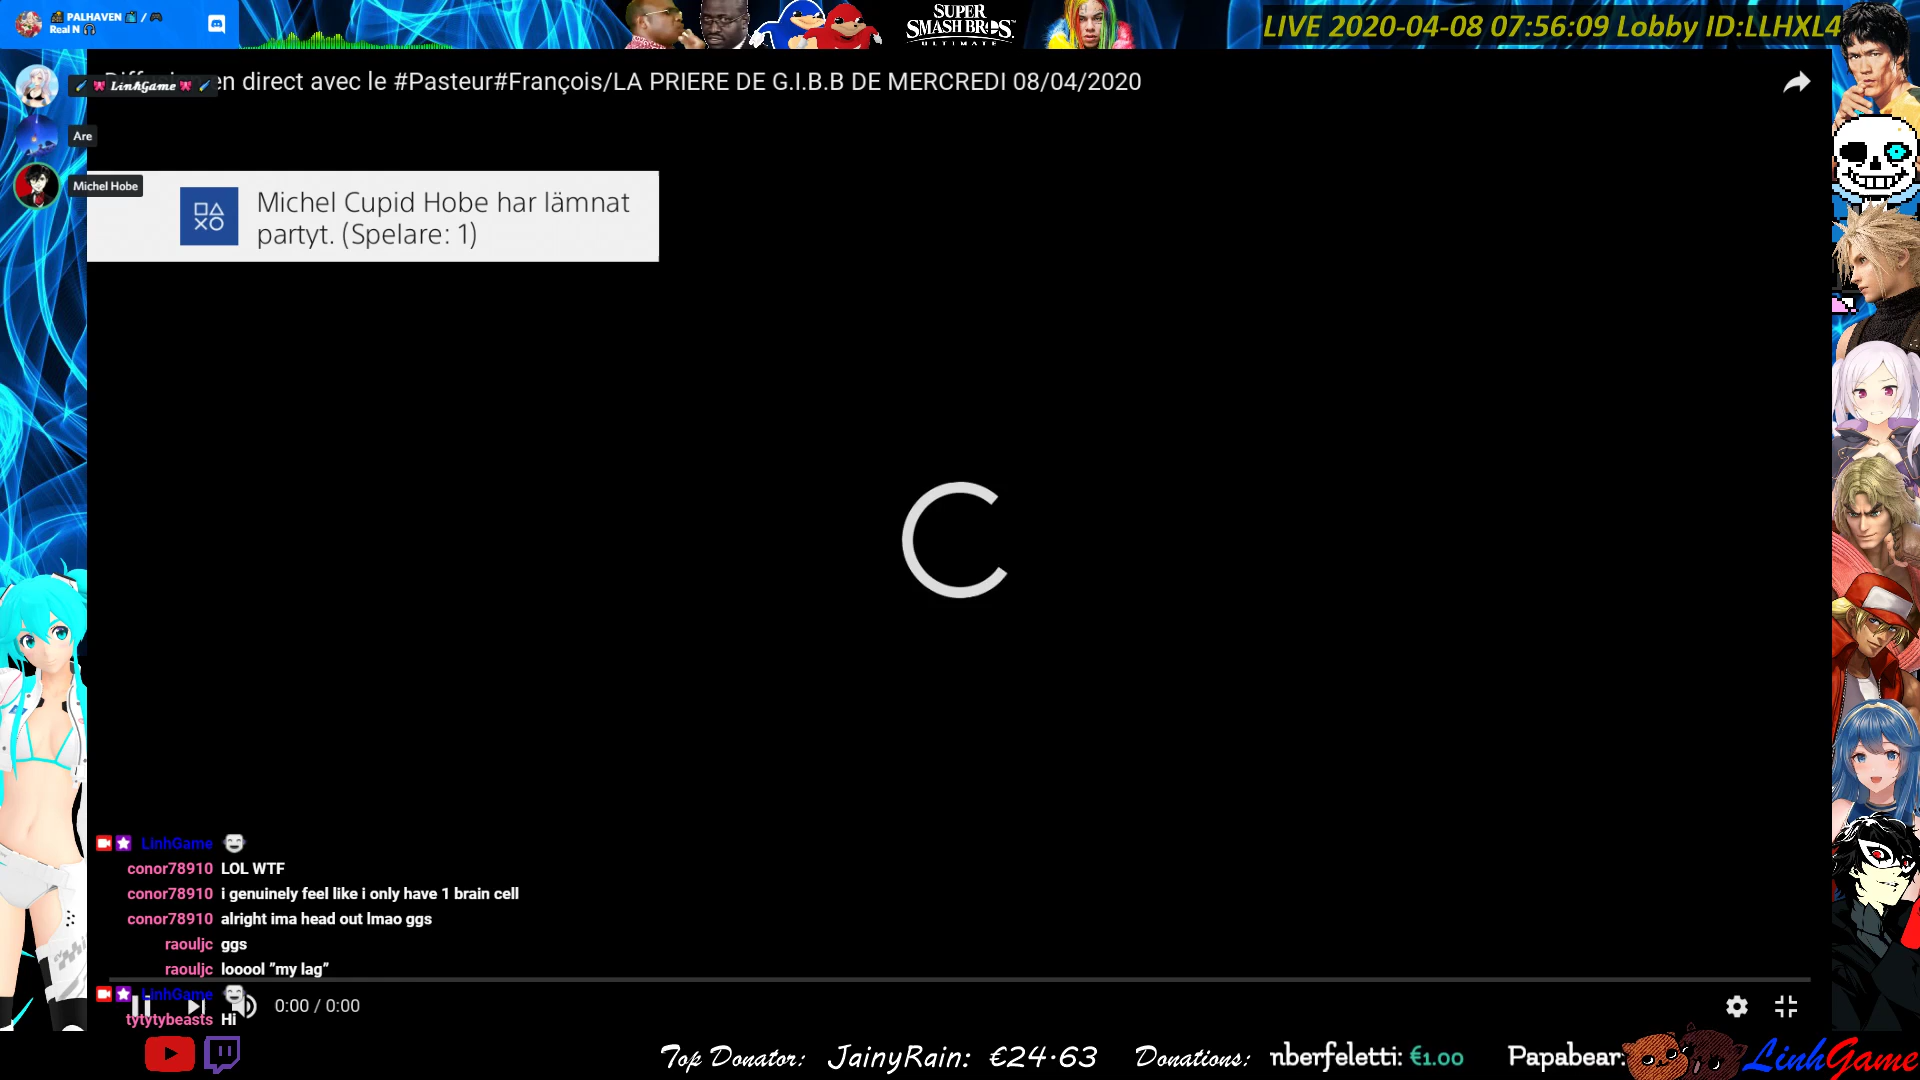 PALHAVEN /
Real N
SUPER
SMASH BROS.
ULTIMATE
LIVE 2020-04-08 07:56:09 Lobby ID:LLHXL4
LinhGame
en direct avec le #Pasteur#François/LA PRIERE DE G.I.B.B DE MERCREDI 08/04/2020
Are
Michel Hobe
Michel Cupid Hobe har lämnat
partyt. (Spelare: 1)
LinhGame
conor78910 LOL WTF
conor78910 i genuinely feel like i only have 1 brain cell
conor78910 alright ima head out lmao ggs
raouljc ggs
raouljc looool ”my lag”
LinhGame
0:00 / 0:00
tytytybeasts Hi
Top Donator: JainyRain: €24.63 Donations: nberfeletti: €1.00 Papabear:
LinhGame